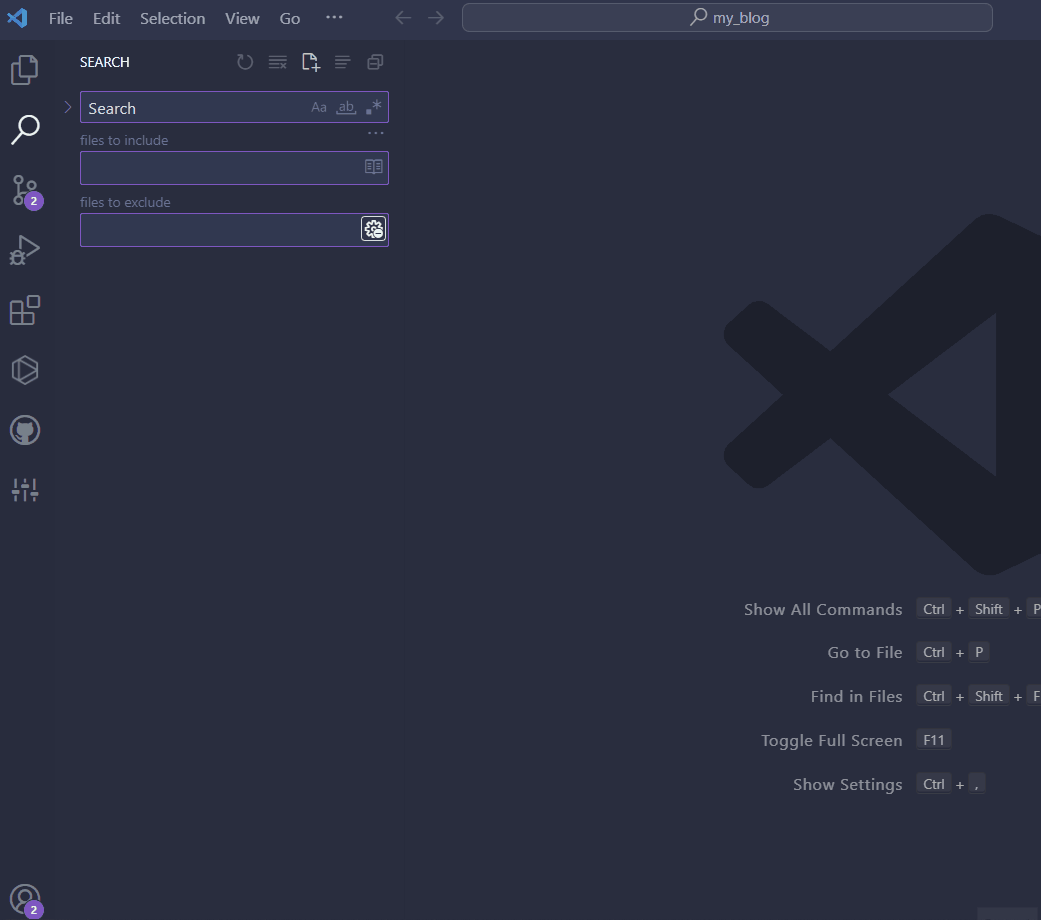 File Edit Selection View Go ··· my_blog
SEARCH
Search Aa ab
files to include
files to exclude
2
Show All Commands Ctrl + Shift + P
Go to File Ctrl + P
Find in Files Ctrl + Shift + F
Toggle Full Screen F11
Show Settings Ctrl + ,
2